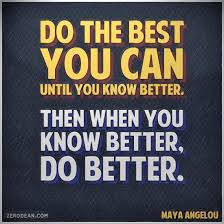 DO THE BEST
YOU CAN
UNTIL YOU KNOW BETTER.
THEN WHEN YOU
KNOW BETTER,
DO BETTER.
ZERODEAN.COM
MAYA ANGELOU